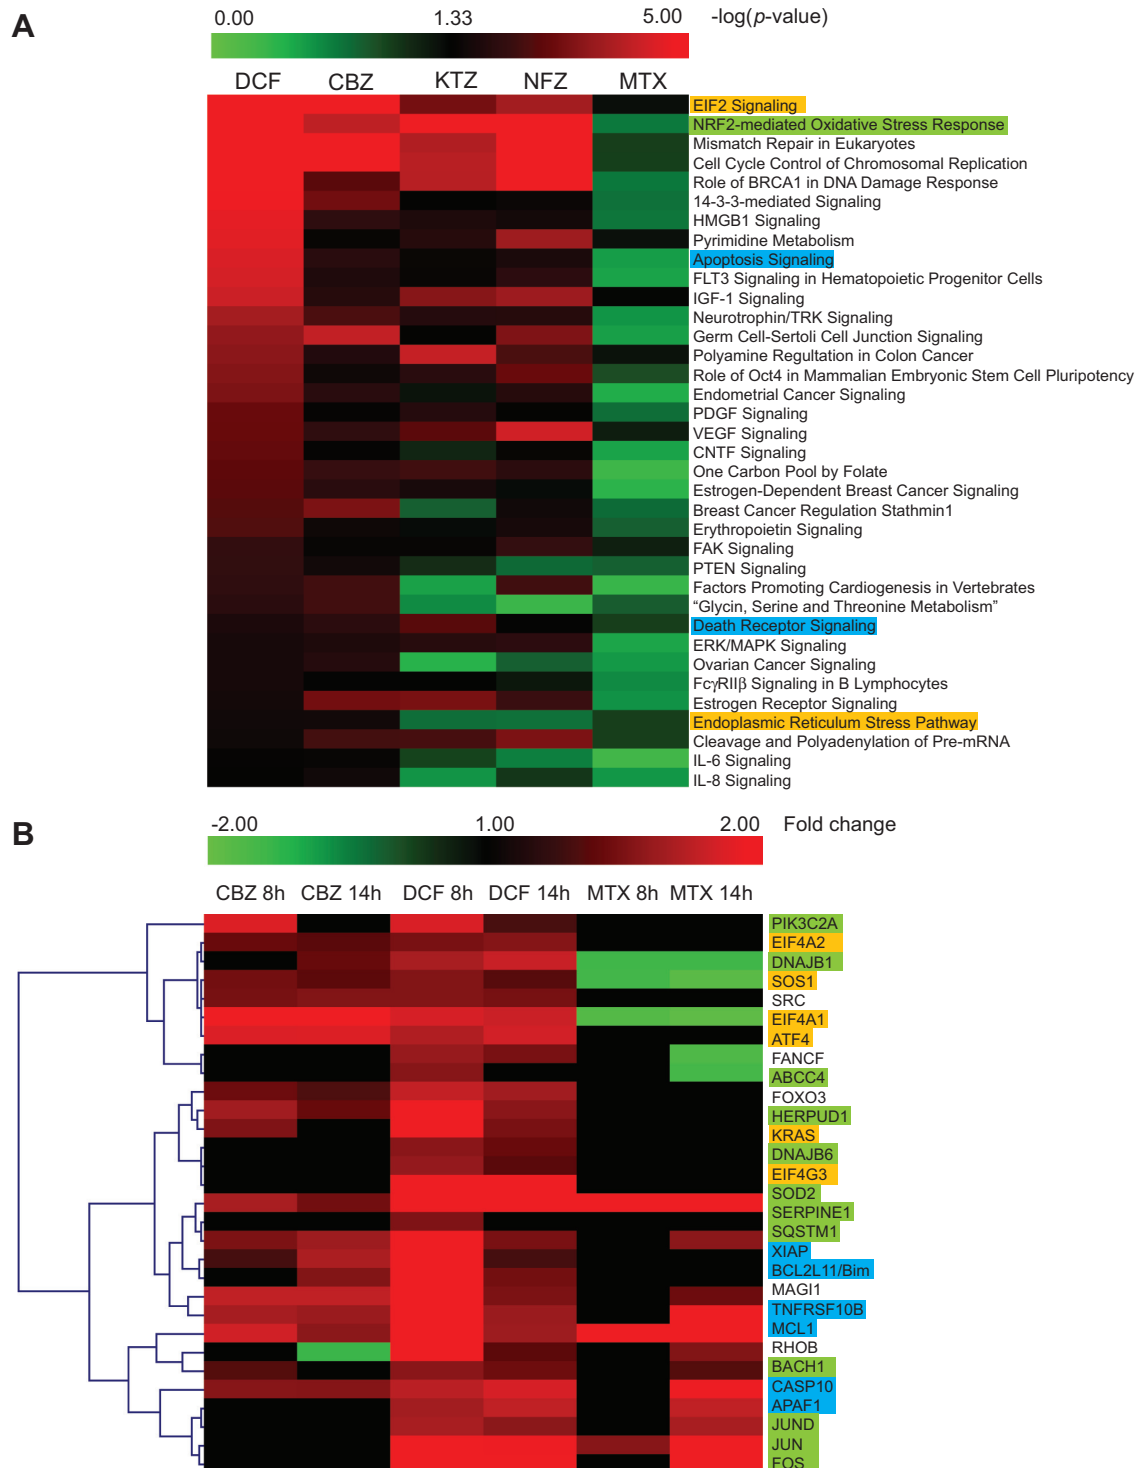 A
0.00 1.33 5.00 -log(p-value)
DCF CBZ KTZ NFZ MTX
EIF2 Signaling
NRF2-mediated Oxidative Stress Response
Mismatch Repair in Eukaryotes
Cell Cycle Control of Chromosomal Replication
Role of BRCA1 in DNA Damage Response
14-3-3-mediated Signaling
HMGB1 Signaling
Pyrimidine Metabolism
Apoptosis Signaling
FLT3 Signaling in Hematopoietic Progenitor Cells
IGF-1 Signaling
Neurotrophin/TRK Signaling
Germ Cell-Sertoli Cell Junction Signaling
Polyamine Regultation in Colon Cancer
Role of Oct4 in Mammalian Embryonic Stem Cell Pluripotency
Endometrial Cancer Signaling
PDGF Signaling
VEGF Signaling
CNTF Signaling
One Carbon Pool by Folate
Estrogen-Dependent Breast Cancer Signaling
Breast Cancer Regulation Stathmin1
Erythropoietin Signaling
FAK Signaling
PTEN Signaling
Factors Promoting Cardiogenesis in Vertebrates
“Glycin, Serine and Threonine Metabolism”
Death Receptor Signaling
ERK/MAPK Signaling
Ovarian Cancer Signaling
FcγRIIβ Signaling in B Lymphocytes
Estrogen Receptor Signaling
Endoplasmic Reticulum Stress Pathway
Cleavage and Polyadenylation of Pre-mRNA
IL-6 Signaling
IL-8 Signaling
B
-2.00 1.00 2.00 Fold change
CBZ 8h CBZ 14h DCF 8h DCF 14h MTX 8h MTX 14h
PIK3C2A
EIF4A2
DNAJB1
SOS1
SRC
EIF4A1
ATF4
FANCF
ABCC4
FOXO3
HERPUD1
KRAS
DNAJB6
EIF4G3
SOD2
SERPINE1
SQSTM1
XIAP
BCL2L11/Bim
MAGI1
TNFRSF10B
MCL1
RHOB
BACH1
CASP10
APAF1
JUND
JUN
FOS